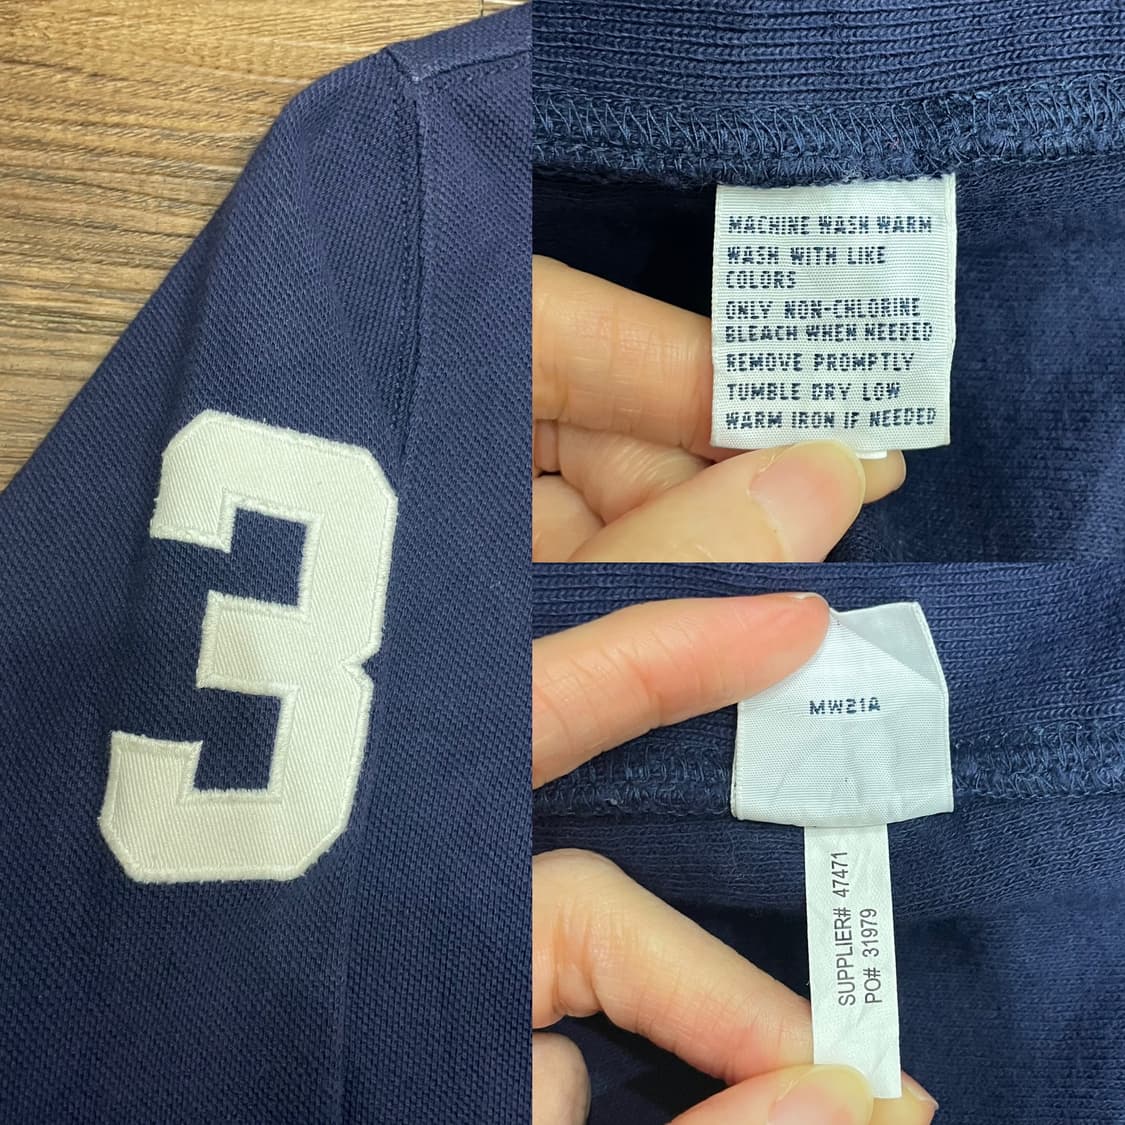 3
MACHINE WASH WARM
WASH WITH LIKE
COLORS
ONLY NON-CHLORINE
BLEACH WHEN NEEDED
REMOVE PROMPTLY
TUMBLE DRY LOW
WARM IRON IF NEEDED
MW21A
SUPPLIER# 47471
PO# 31979